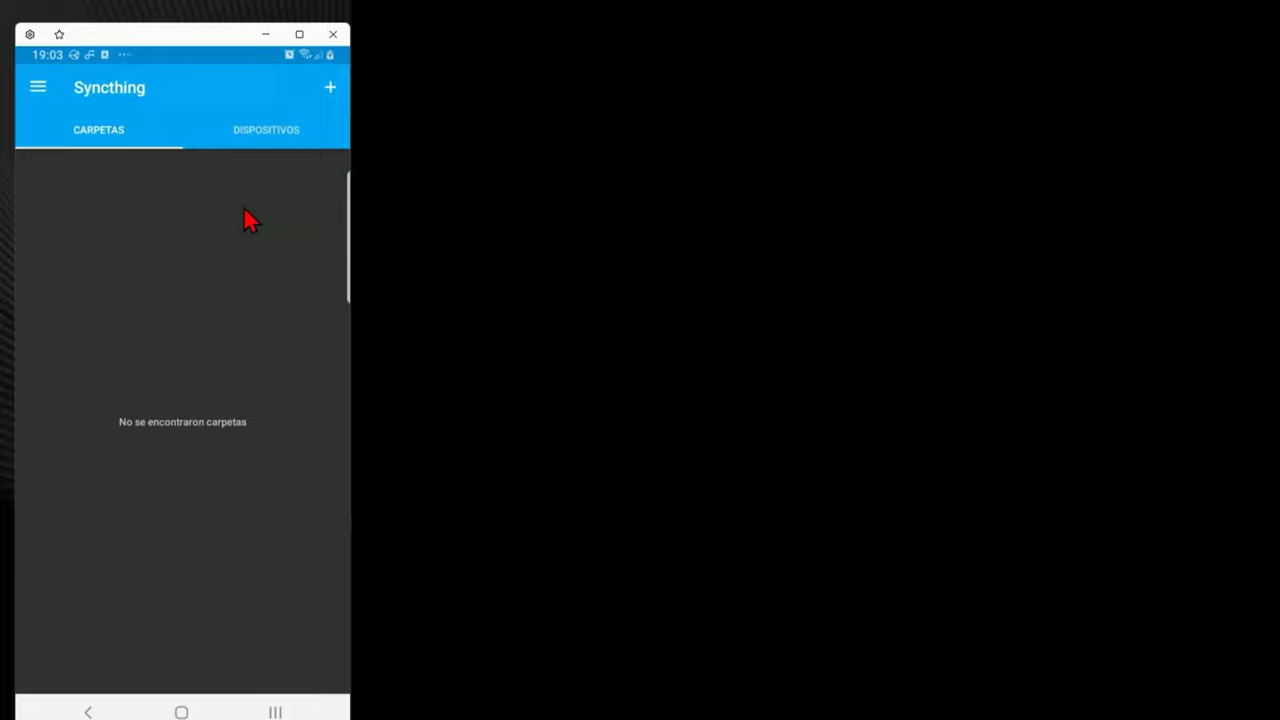 19:03
Syncthing
CARPETAS
DISPOSITIVOS
No se encontraron carpetas